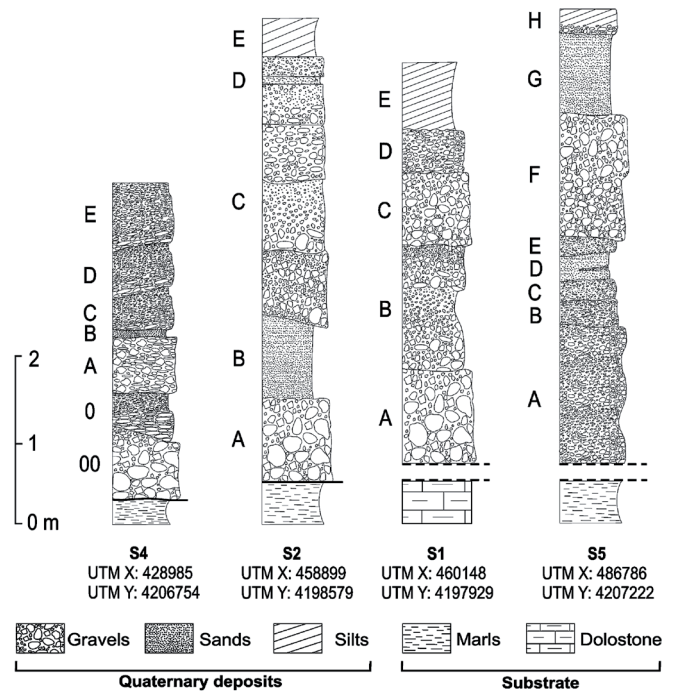 E
D
C
B
A
0
00
E
D
C
B
A
E
D
C
B
A
H
G
F
E
D
C
B
A
2
1
0 m
S4
UTM X: 428985
UTM Y: 4206754
S2
UTM X: 458899
UTM Y: 4198579
S1
UTM X: 460148
UTM Y: 4197929
S5
UTM X: 486786
UTM Y: 4207222
Gravels Sands Silts Marls Dolostone
Quaternary deposits Substrate